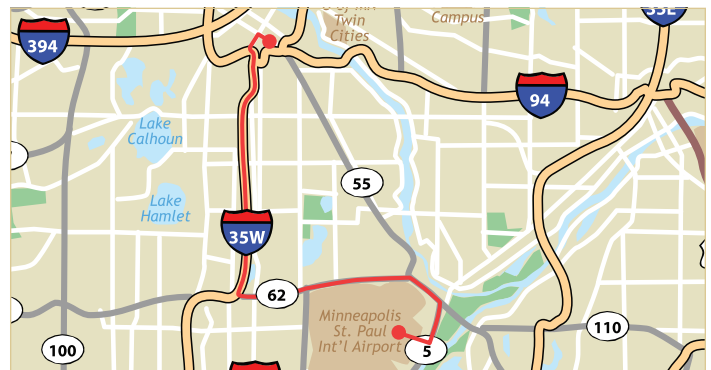 Twin
Cities
Campus
35E
394
94
Lake
Calhoun
55
Lake
Hamlet
35W
62
Minneapolis
St. Paul
Int'l Airport
5
110
100